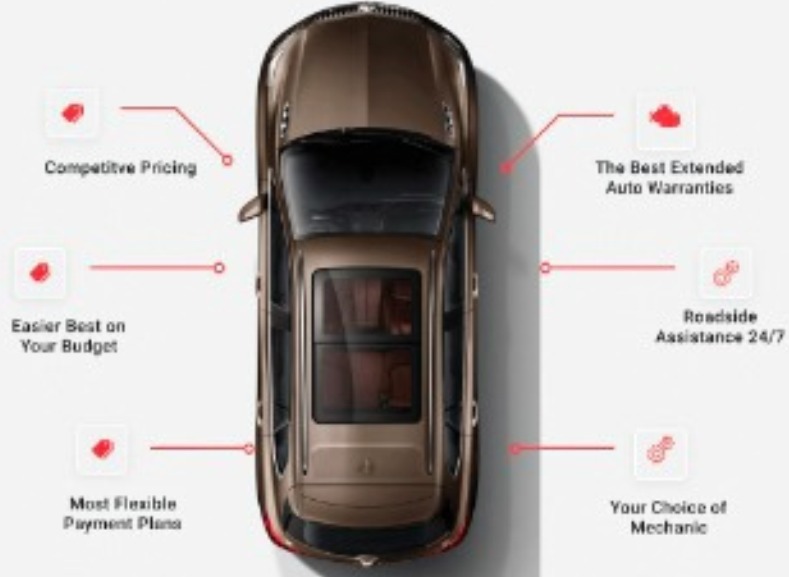 Competitve Pricing
The Best Extended
Auto Warranties
Easier Best on
Your Budget
Roadside
Assistance 24/7
Most Flexible
Payment Plans
Your Choice of
Mechanic